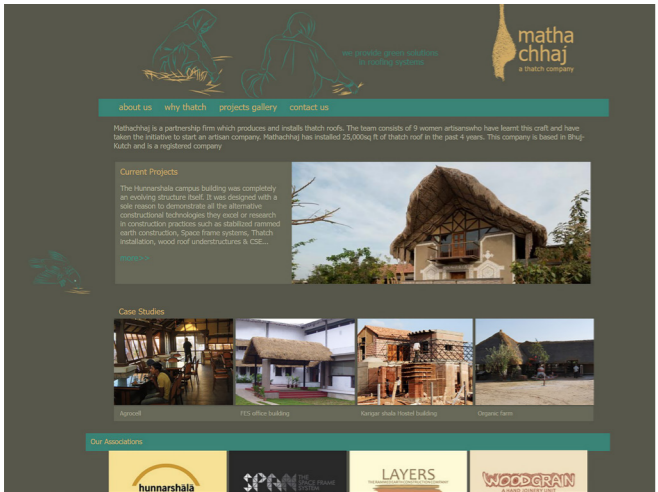 we provide green solutions
in roofing systems
matha
chhaj
a thatch company
about us why thatch projects gallery contact us
Mathachhaj is a partnership firm which produces and installs thatch roofs. The team consists of 9 women artisanswho have learnt this craft and have
taken the initiative to start an artisan company. Mathachhaj has installed 25,000sq ft of thatch roof in the past 4 years. This company is based in Bhuj-
Kutch and is a registered company
Current Projects
The Hunnarshala campus building was completely
an evolving structure itself. It was designed with a
sole reason to demonstrate all the alternative
constructional technologies they excel or research
in construction practices such as stabilized rammed
earth construction, Space frame systems, Thatch
installation, wood roof understructures & CSE...
more> >
Case Studies
Agrocell FES office building Karigar shala Hostel building Organic farm
Our Associations
hunnarshālā
SPAN THE
SPACE FRAME
SYSTEM
LAYERS
WOODGRAIN
A HAND JOINERY UNIT